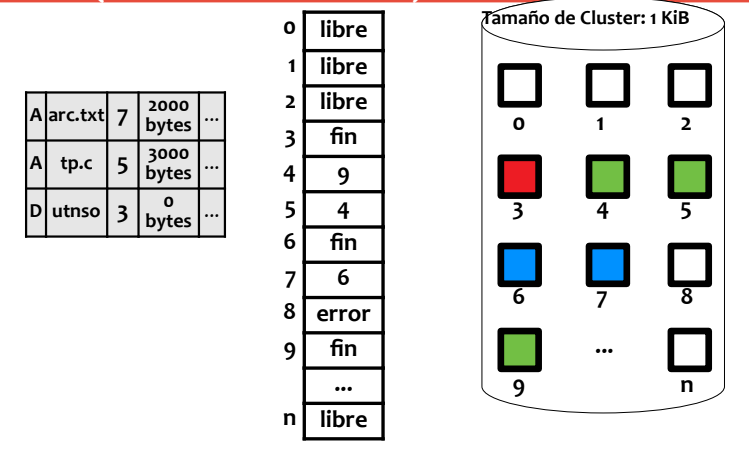 A arc.txt 7 2000 bytes ...
A tp.c 5 3000 bytes ...
D utnso 3 0 bytes ...
0 libre
1 libre
2 libre
3 fin
4 9
5 4
6 fin
7 6
8 error
9 fin
...
n libre
Tamaño de Cluster: 1 KiB
0 1 2
3 4 5
6 7 8
...
9 n